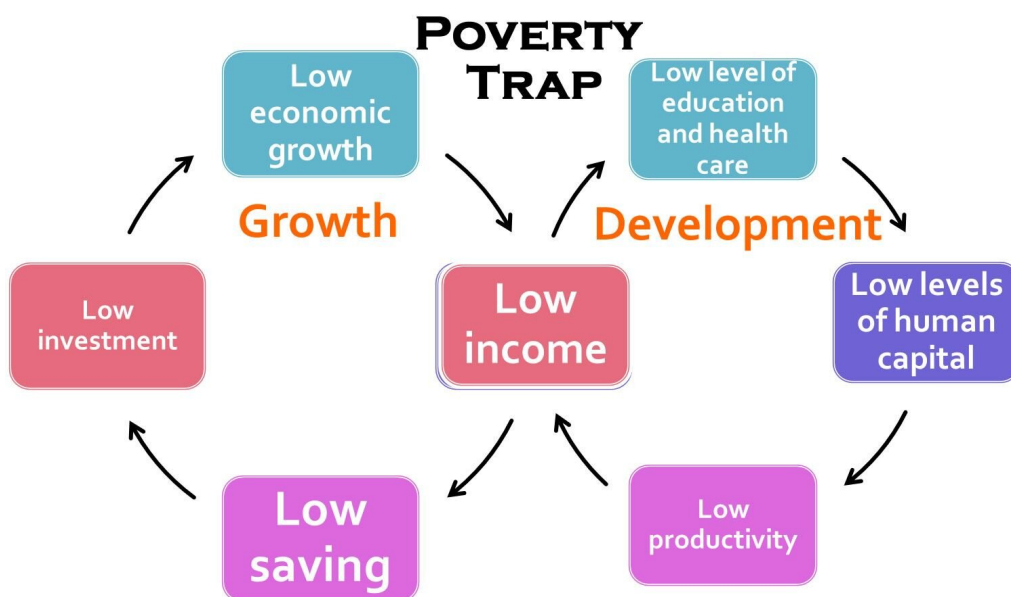 POVERTY
TRAP
Low
economic
growth
Low level of
education
and health
care
Growth
Development
Low
investment
Low
income
Low levels
of human
capital
Low
saving
Low
productivity